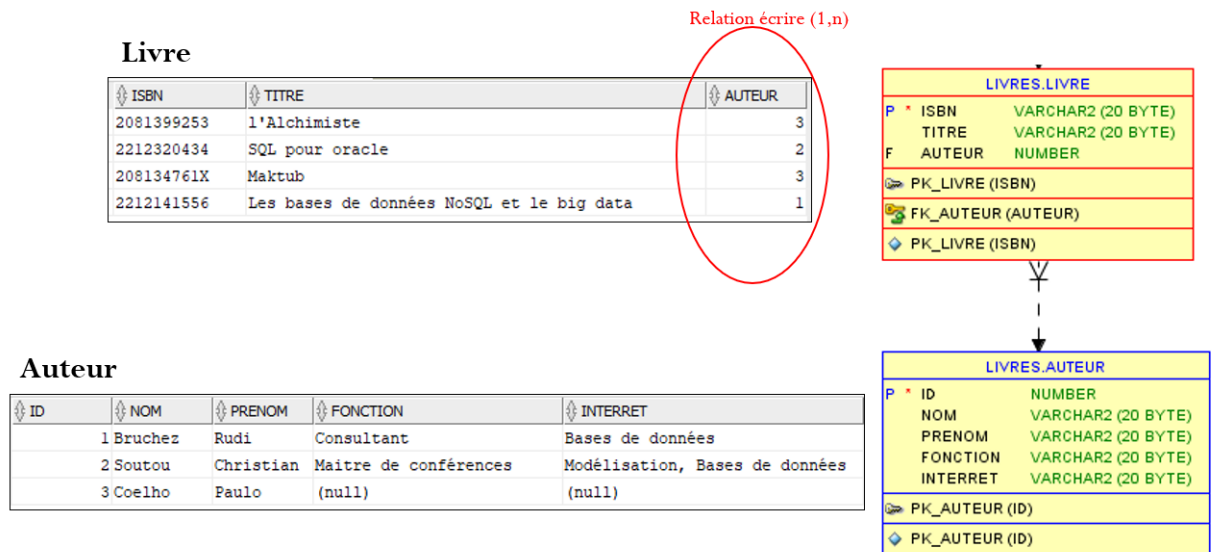 Relation écrire (1,n)
Livre
ISBN TITRE AUTEUR
2081399253 l'Alchimiste 3
2212320434 SQL pour oracle 2
208134761X Maktub 3
2212141556 Les bases de données NoSQL et le big data 1
LIVRES.LIVRE
P * ISBN VARCHAR2 (20 BYTE)
TITRE VARCHAR2 (20 BYTE)
F AUTEUR NUMBER
PK_LIVRE (ISBN)
FK_AUTEUR (AUTEUR)
PK_LIVRE (ISBN)
Auteur
ID NOM PRENOM FONCTION INTERRET
1 Bruchez Rudi Consultant Bases de données
2 Soutou Christian Maitre de conférences Modélisation, Bases de données
3 Coelho Paulo (null) (null)
LIVRES.AUTEUR
P * ID NUMBER
NOM VARCHAR2 (20 BYTE)
PRENOM VARCHAR2 (20 BYTE)
FONCTION VARCHAR2 (20 BYTE)
INTERRET VARCHAR2 (20 BYTE)
PK_AUTEUR (ID)
PK_AUTEUR (ID)